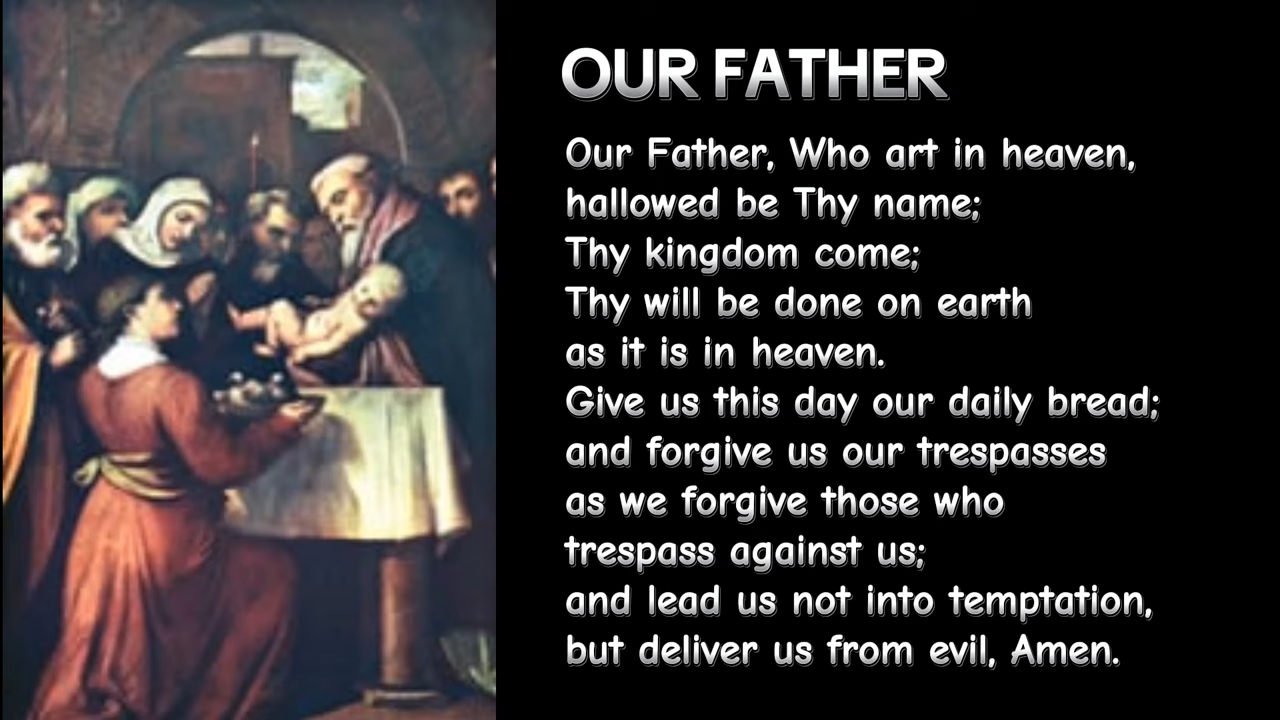 OUR FATHER
Our Father, Who art in heaven,
hallowed be Thy name;
Thy kingdom come;
Thy will be done on earth
as it is in heaven.
Give us this day our daily bread;
and forgive us our trespasses
as we forgive those who
trespass against us;
and lead us not into temptation,
but deliver us from evil, Amen.